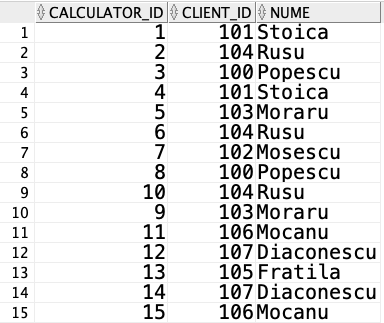 CALCULATOR_ID CLIENT_ID NUME
1 1 101 Stoica
2 2 104 Rusu
3 3 100 Popescu
4 4 101 Stoica
5 5 103 Moraru
6 6 104 Rusu
7 7 102 Mosescu
8 8 100 Popescu
9 10 104 Rusu
10 9 103 Moraru
11 11 106 Mocanu
12 12 107 Diaconescu
13 13 105 Fratila
14 14 107 Diaconescu
15 15 106 Mocanu